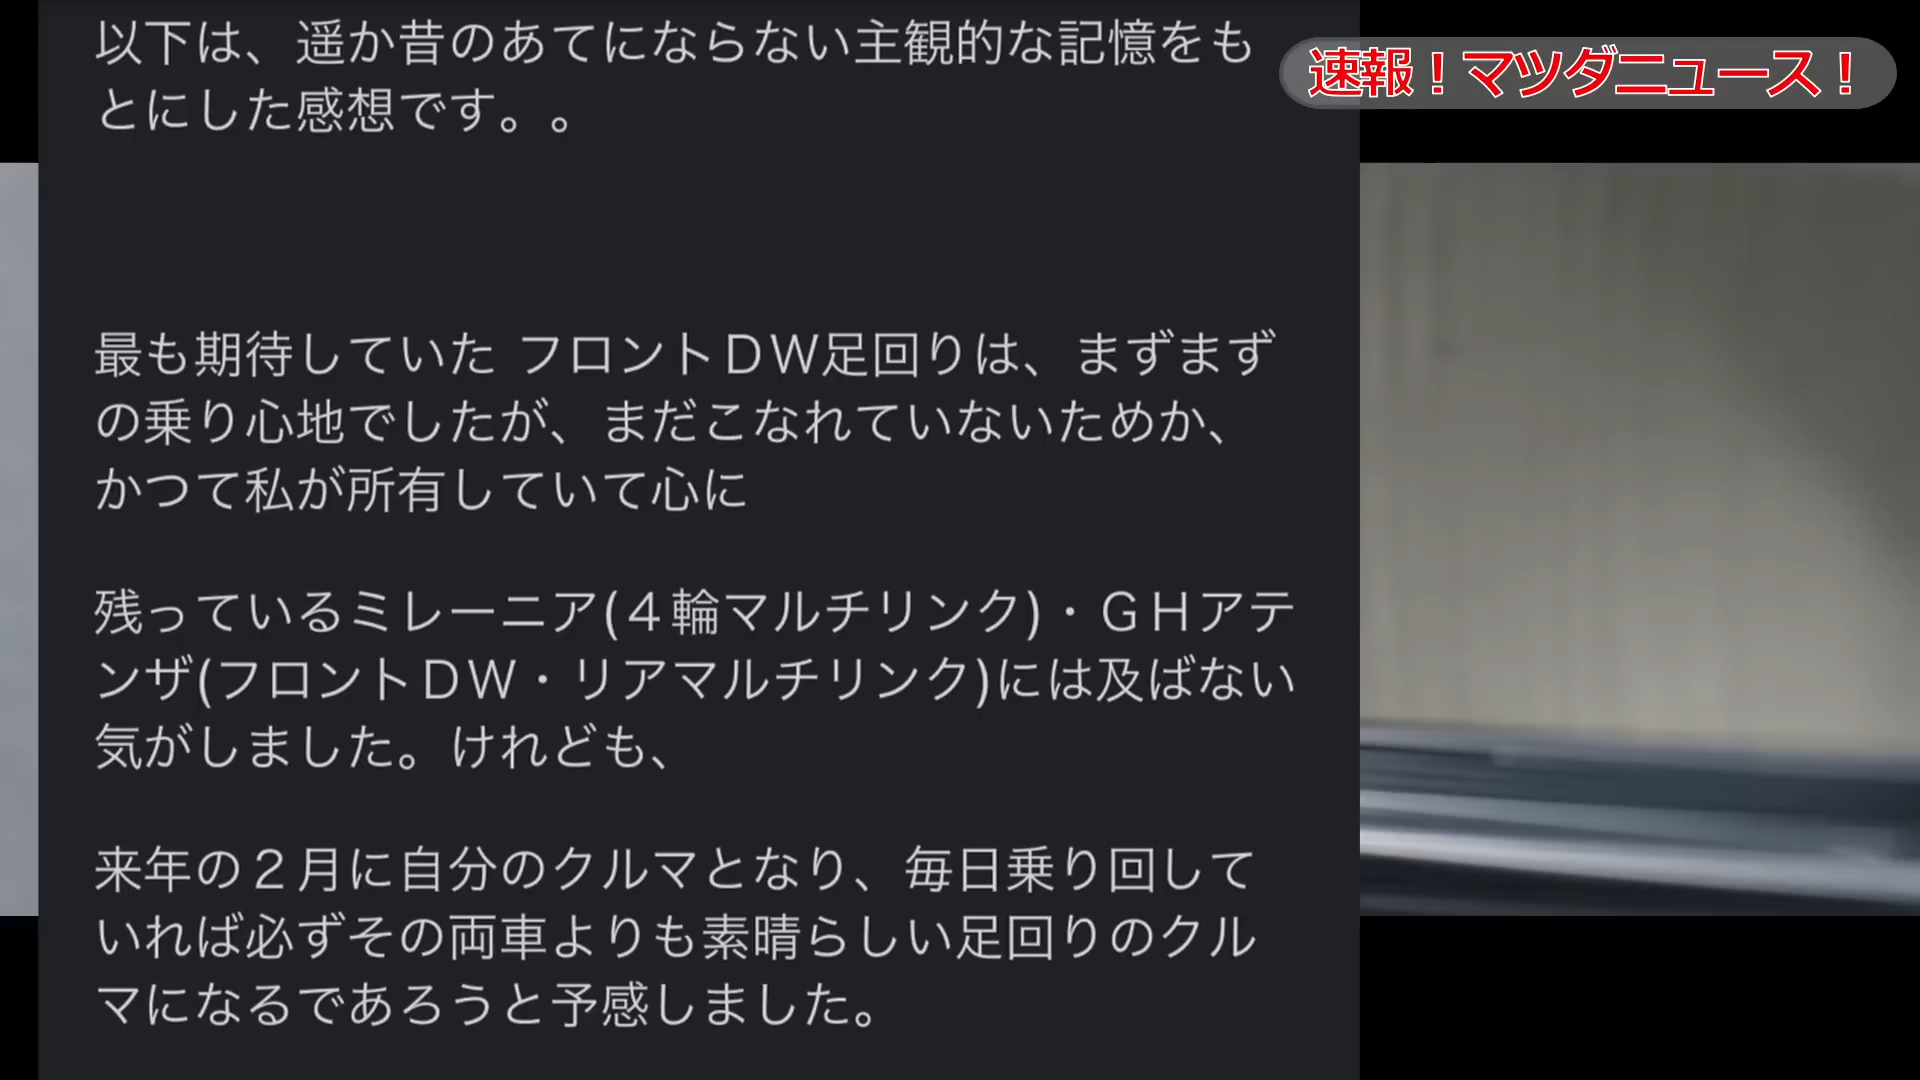 以下は、遥か昔のあてにならない主観的な記憶をも
とにした感想です。。
速報！マツダニュース！
最も期待していた フロントＤＷ足回りは、まずまず
の乗り心地でしたが、まだこなれていないためか、
かつて私が所有していて心に
残っているミレーニア(４輪マルチリンク)・ＧＨアテ
ンザ(フロントＤＷ・リアマルチリンク)には及ばない
気がしました。けれども、
来年の２月に自分のクルマとなり、毎日乗り回して
いれば必ずその両車よりも素晴らしい足回りのクル
マになるであろうと予感しました。